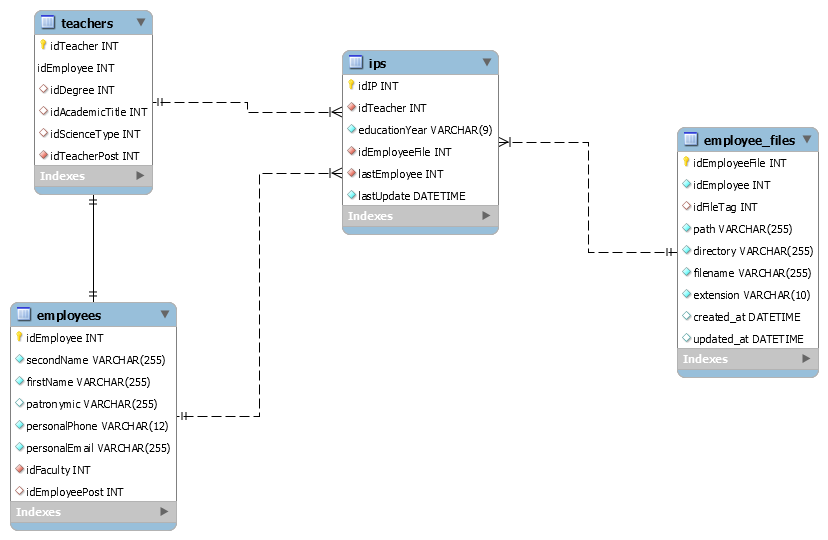 teachers
idTeacher INT
idEmployee INT
idDegree INT
idAcademicTitle INT
idScienceType INT
idTeacherPost INT
Indexes
ips
idIP INT
idTeacher INT
educationYear VARCHAR(9)
idEmployeeFile INT
lastEmployee INT
lastUpdate DATETIME
Indexes
employee_files
idEmployeeFile INT
idEmployee INT
idFileTag INT
path VARCHAR(255)
directory VARCHAR(255)
filename VARCHAR(255)
extension VARCHAR(10)
created_at DATETIME
updated_at DATETIME
Indexes
employees
idEmployee INT
secondName VARCHAR(255)
firstName VARCHAR(255)
patronymic VARCHAR(255)
personalPhone VARCHAR(12)
personalEmail VARCHAR(255)
idFaculty INT
idEmployeePost INT
Indexes